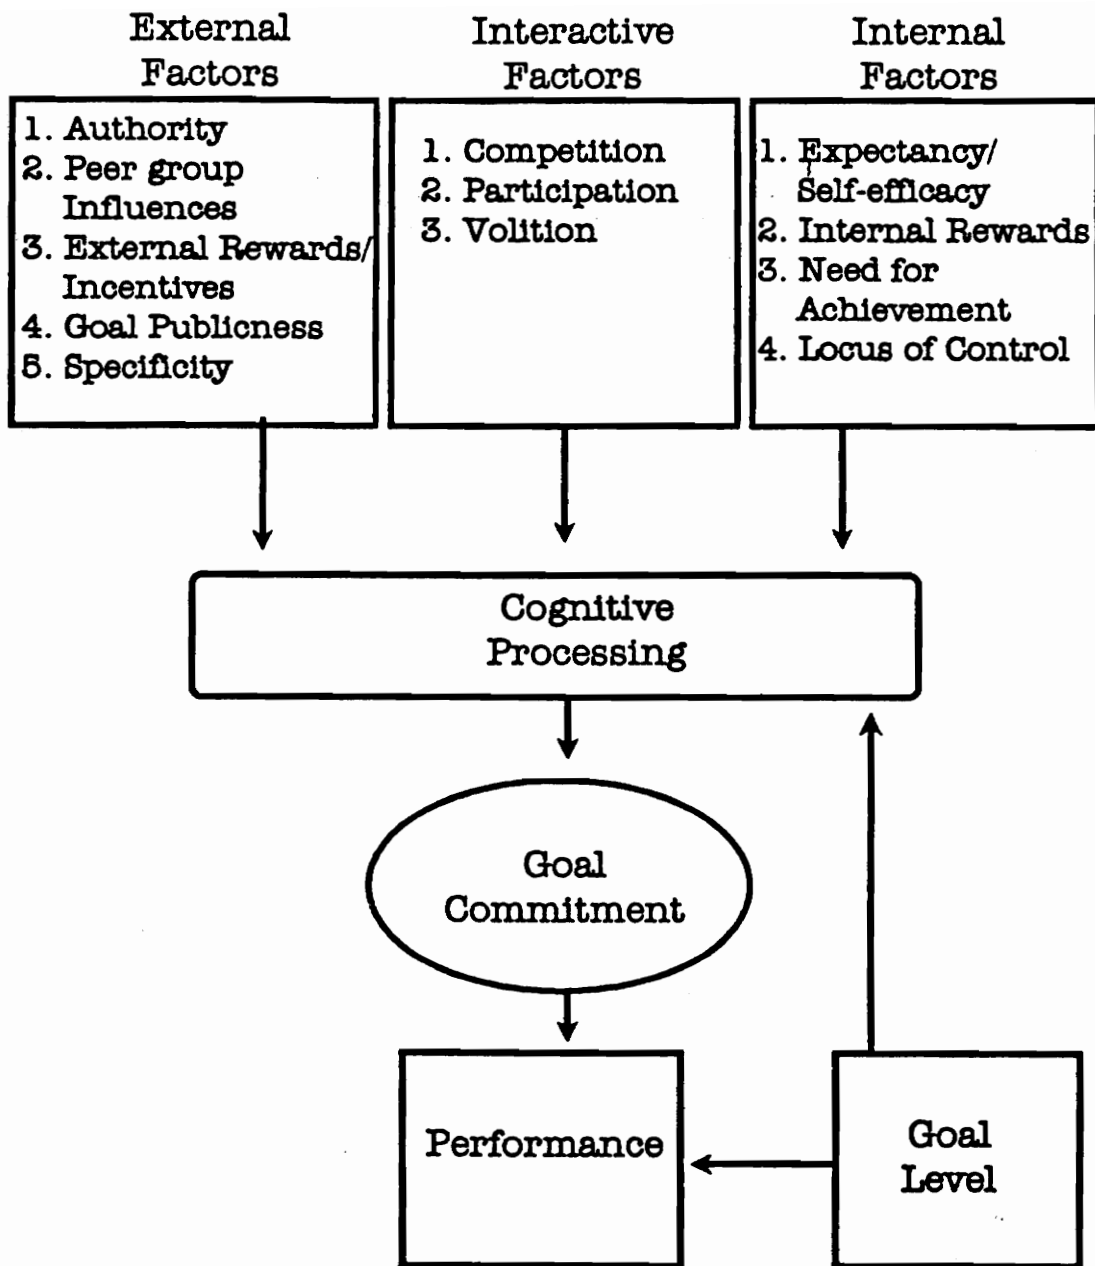 External
Factors
1. Authority
2. Peer group
Influences
3. External Rewards/
Incentives
4. Goal Publicness
5. Specificity
Interactive
Factors
1. Competition
2. Participation
3. Volition
Internal
Factors
1. Expectancy/
Self-efficacy
2. Internal Rewards
3. Need for
Achievement
4. Locus of Control
Cognitive
Processing
Goal
Commitment
Performance
Goal
Level